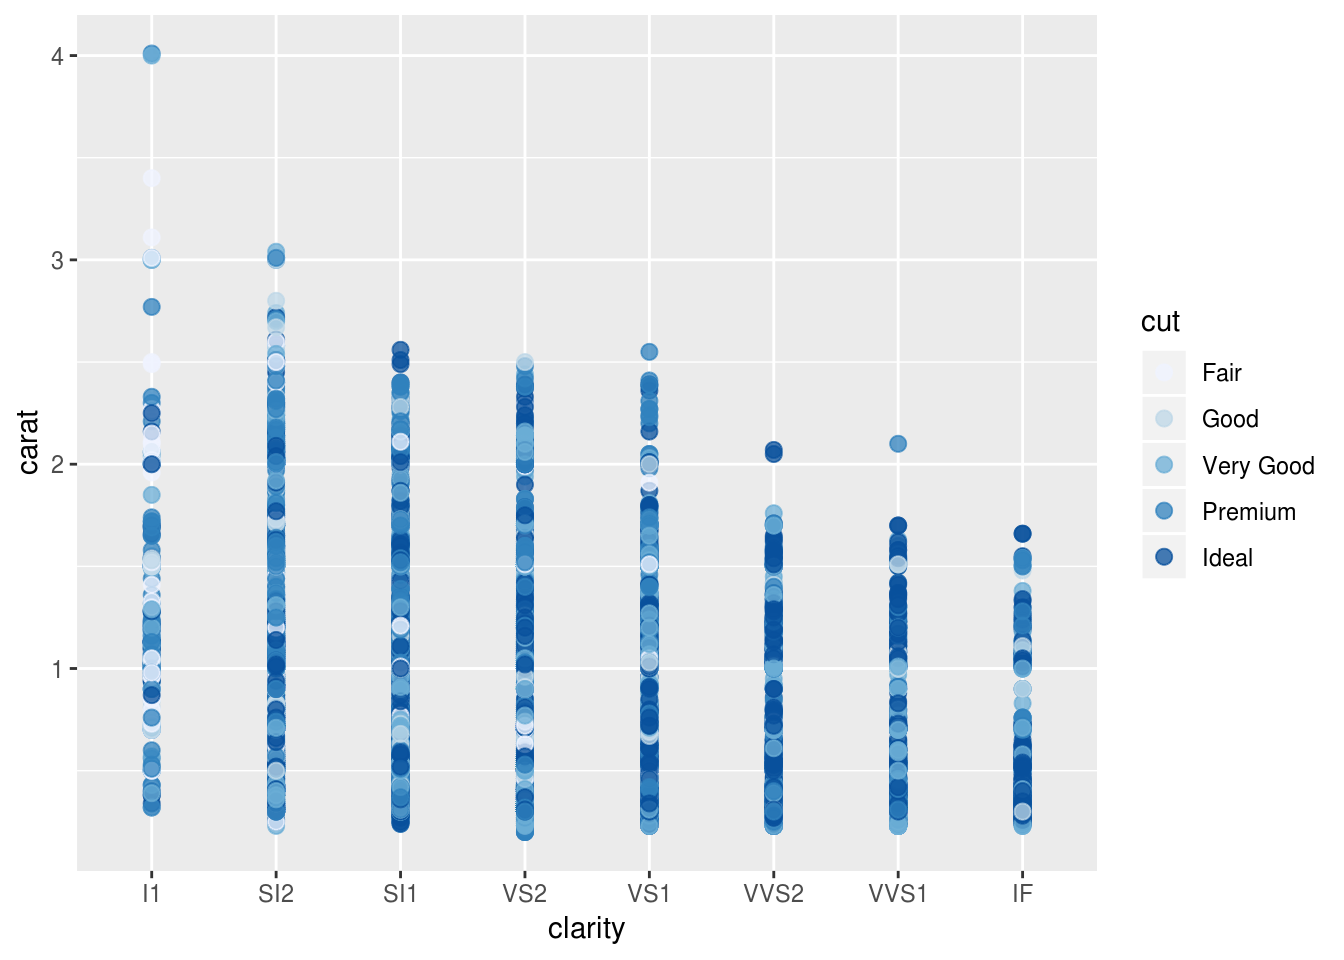 4
3
2
1
carat
I1 SI2 SI1 VS2 VS1 VVS2 VVS1 IF
clarity
cut
Fair
Good
Very Good
Premium
Ideal